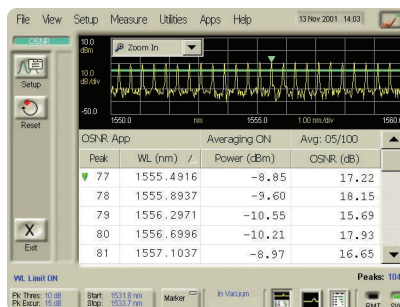 File View Setup Measure Utilities Apps Help 13 Nov 2001 14:03
OSNR
10.0
dBm
Zoom In
10.0
dB/div
-50.0
1550.0 nm 1555.0 1.00 nm/div 1560.0
Setup
Reset
Exit
OSNR App Averaging ON Avg: 05/100
Peak WL (nm) / Power (dBm) OSNR (dB)
77 1555.4916 -8.85 17.22
78 1555.8937 -9.60 18.15
79 1556.2971 -10.55 15.69
80 1556.6996 -10.21 17.93
81 1557.1037 -8.97 16.65
WL Limit ON Peaks: 104
Pk Thres: 10 dB
Pk Excur: 15 dB
Start: 1531.8 nm
Stop: 1533.7 nm
Marker
In Vacuum
RMT